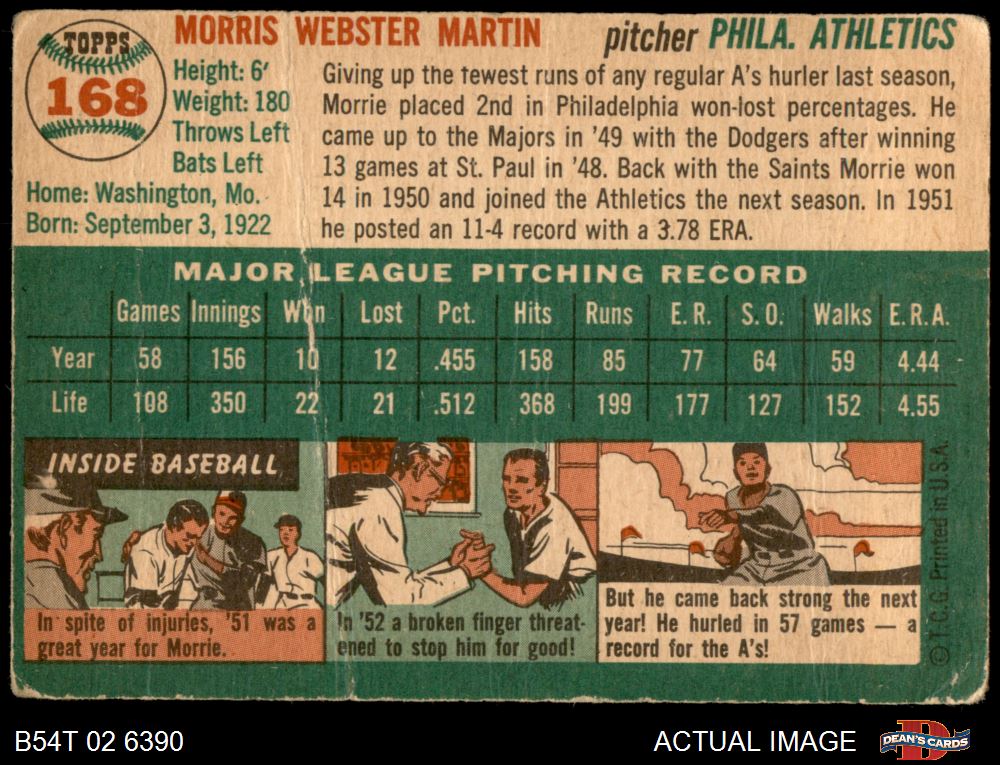 TOPPS
168
MORRIS WEBSTER MARTIN pitcher PHILA. ATHLETICS
Height: 6'
Weight: 180
Throws Left
Bats Left
Home: Washington, Mo.
Born: September 3, 1922
Giving up the fewest runs of any regular A's hurler last season,
Morrie placed 2nd in Philadelphia won-lost percentages. He
came up to the Majors in '49 with the Dodgers after winning
13 games at St. Paul in '48. Back with the Saints Morrie won
14 in 1950 and joined the Athletics the next season. In 1951
he posted an 11-4 record with a 3.78 ERA.
MAJOR LEAGUE PITCHING RECORD
Games Innings Won Lost Pct. Hits Runs E.R. S.O. Walks E.R.A.
Year 58 156 10 12 .455 158 85 77 64 59 4.44
Life 108 350 22 21 .512 368 199 177 127 152 4.55
INSIDE BASEBALL
In spite of injuries, '51 was a
great year for Morrie.
In '52 a broken finger threat-
ened to stop him for good!
But he came back strong the next
year! He hurled in 57 games — a
record for the A's!
© T.C.G. Printed in U.S.A.
B54T 02 6390
ACTUAL IMAGE
DEAN'S CARDS